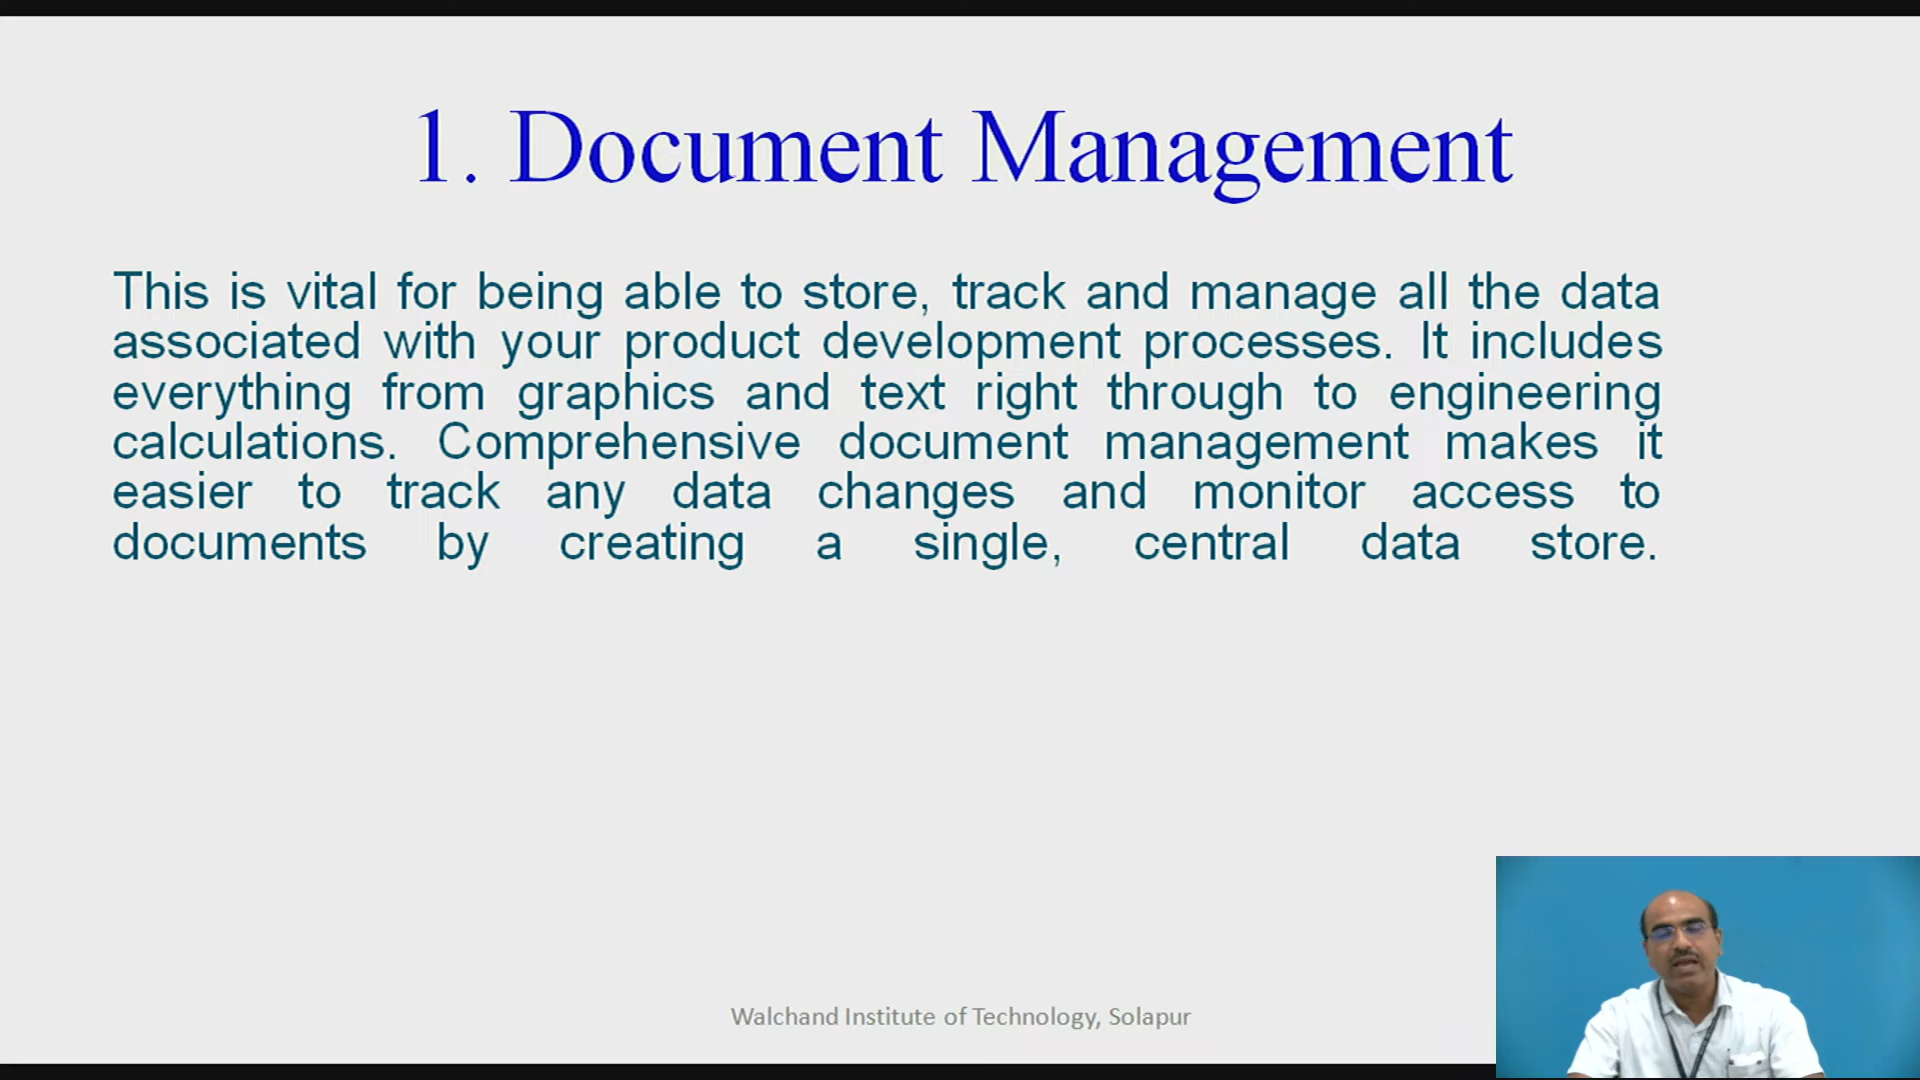 1. Document Management
This is vital for being able to store, track and manage all the data
associated with your product development processes. It includes
everything from graphics and text right through to engineering
calculations. Comprehensive document management makes it
easier to track any data changes and monitor access to
documents by creating a single, central data store.
Walchand Institute of Technology, Solapur